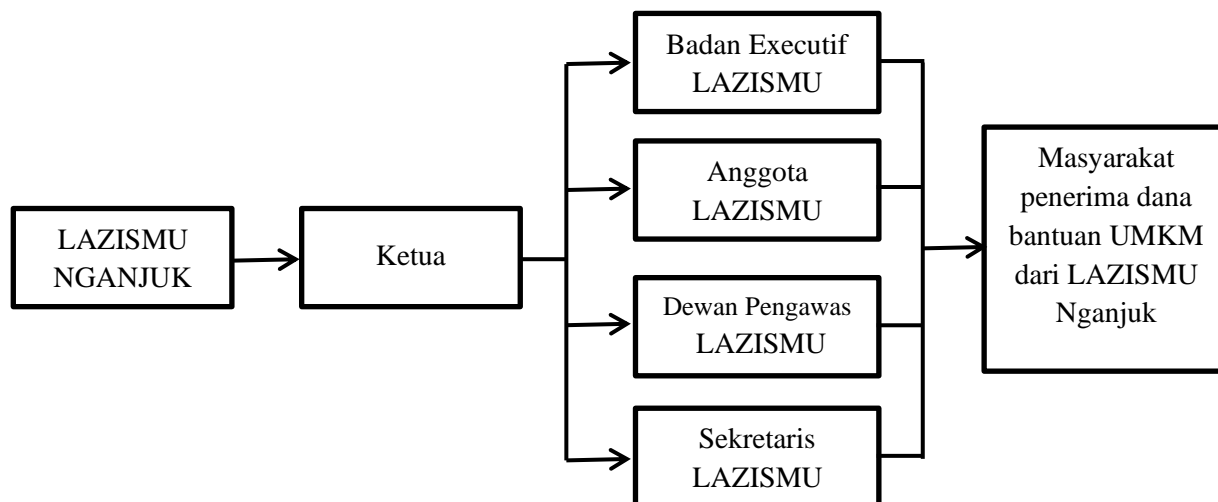 LAZISMU
NGANJUK
Ketua
Badan Executif
LAZISMU
Anggota
LAZISMU
Dewan Pengawas
LAZISMU
Sekretaris
LAZISMU
Masyarakat
penerima dana
bantuan UMKM
dari LAZISMU
Nganjuk